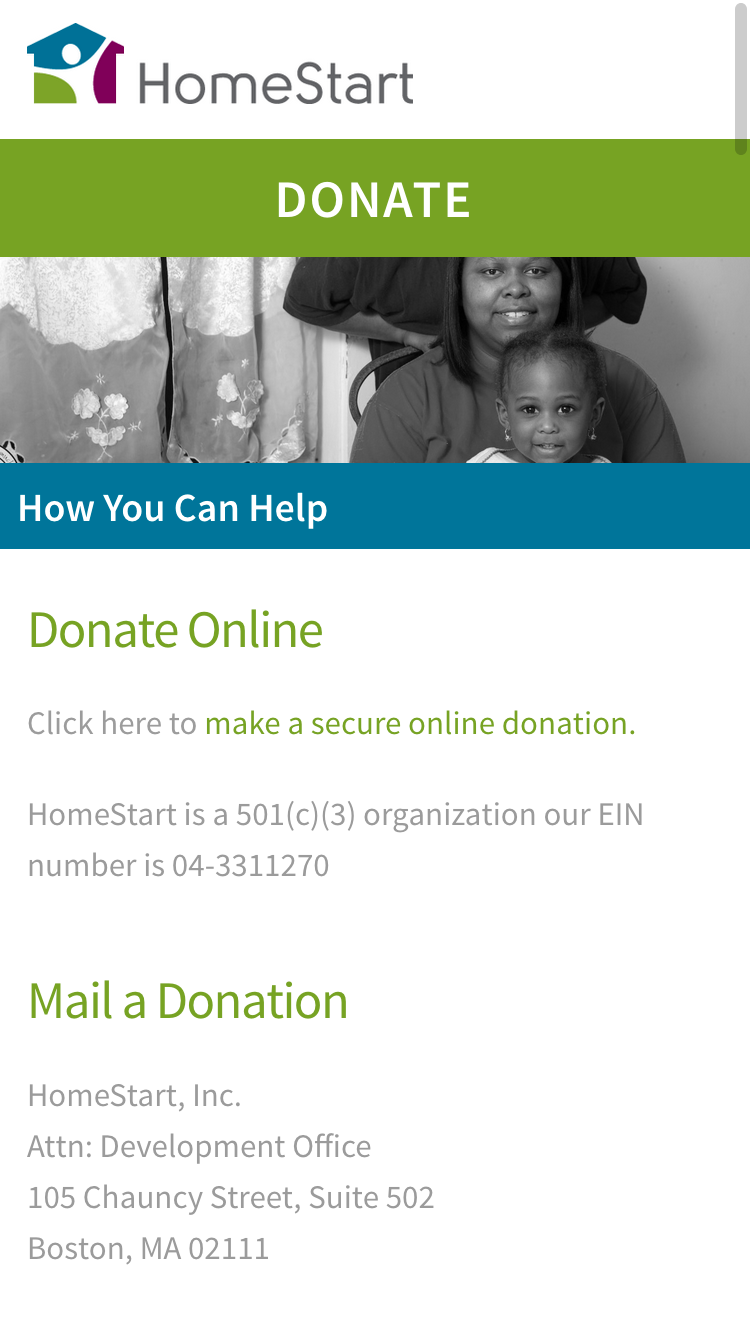 HomeStart
DONATE
How You Can Help
Donate Online
Click here to make a secure online donation.
HomeStart is a 501(c)(3) organization our EIN
number is 04-3311270
Mail a Donation
HomeStart, Inc.
Attn: Development Office
105 Chauncy Street, Suite 502
Boston, MA 02111